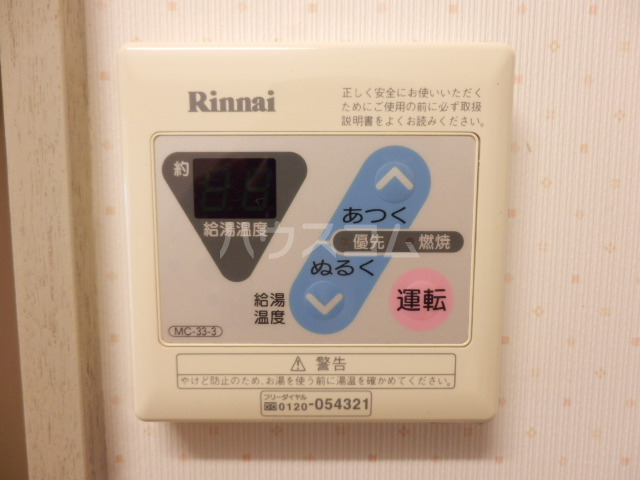 Rinnai
正しく安全にお使いいただく
ためにご使用の前に必ず取扱
説明書をよくお読みください。
約
給湯温度
あつく
優先
燃焼
ぬるく
給湯
温度
運転
MC-33-3
ハウスコム
⚠ 警告
やけど防止のため、お湯を使う前に湯温を確かめてください。
フリーダイヤル
0120-054321